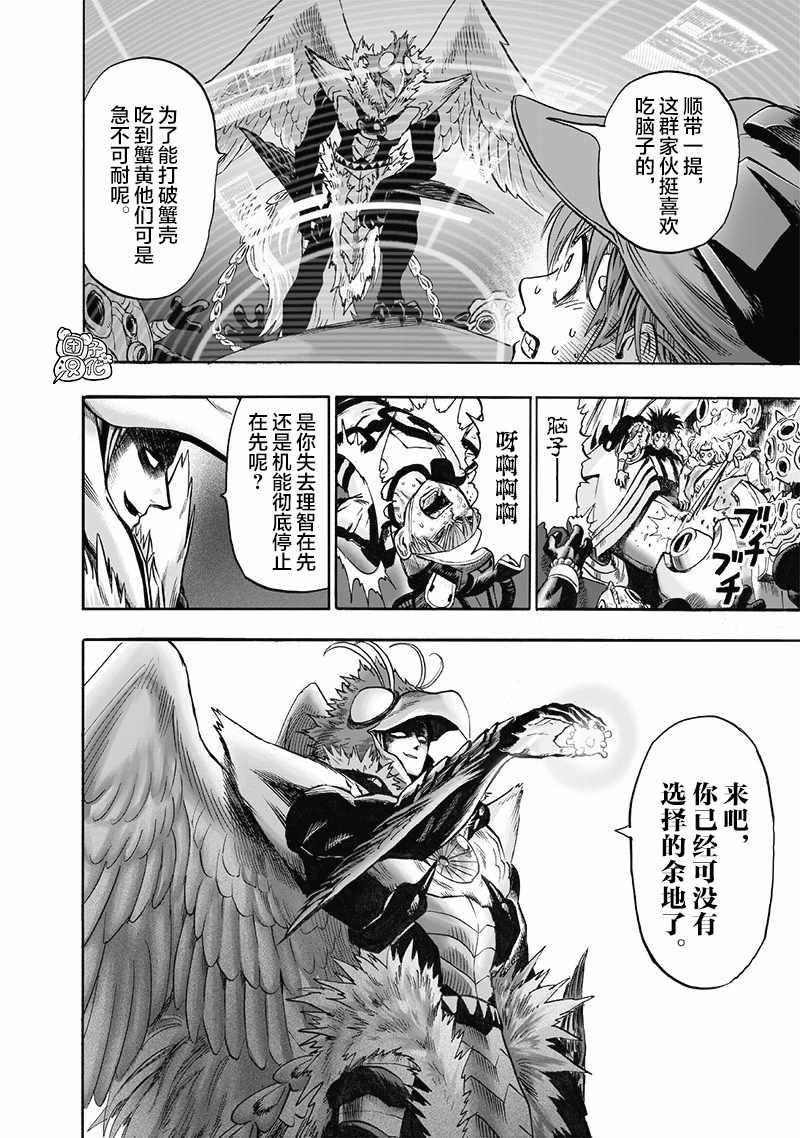 顺带一提，
这群家伙挺喜欢
吃脑子的，
为了能打破蟹壳
吃到蟹黄他们可是
急不可耐呢。
脑子——
ブチ
ブチ
呀啊啊啊
是你失去理智在先
还是机能彻底停止
在先呢？
来吧，
你已经可没有
选择的余地了。